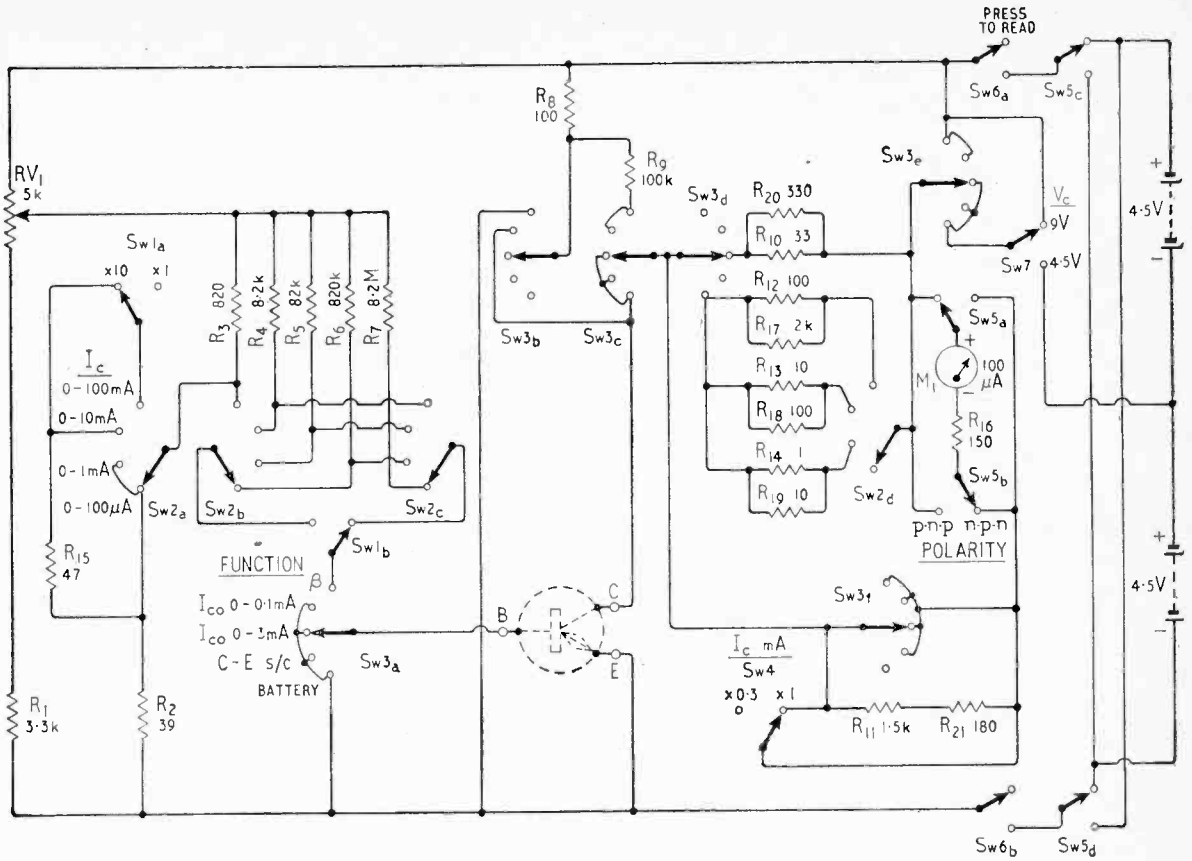 PRESS
TO READ
Sw6a
Sw5c
R8
100
R9
100k
Sw3e
Vc
9V
Sw7
4.5V
+
4.5V
−
RV1
5k
Sw1a
x10 x1
Sw3d
R20 330
R10 33
R12 100
R17 2k
R13 10
R18 100
R14 1
R19 10
R3 820
R4 8.2k
R5 82k
R6 820k
R7 8.2M
Sw3b
Sw3c
Sw5a
+
M1
100
μA
−
R16
150
Sw5b
Ic
0-100mA
0-10mA
0-1mA
0-100μA
Sw2a
Sw2b
Sw2c
Sw2d
p-n-p n-p-n
POLARITY
R15
47
Sw1b
FUNCTION
β
Ico 0-0.1mA
Ico 0-3mA
C-E s/c
BATTERY
Sw3a
B
C
E
Sw3f
+
4.5V
−
Ic mA
Sw4
x0.3 x1
R11 1.5k
R21 180
R1
3.3k
R2
39
Sw6b
Sw5d